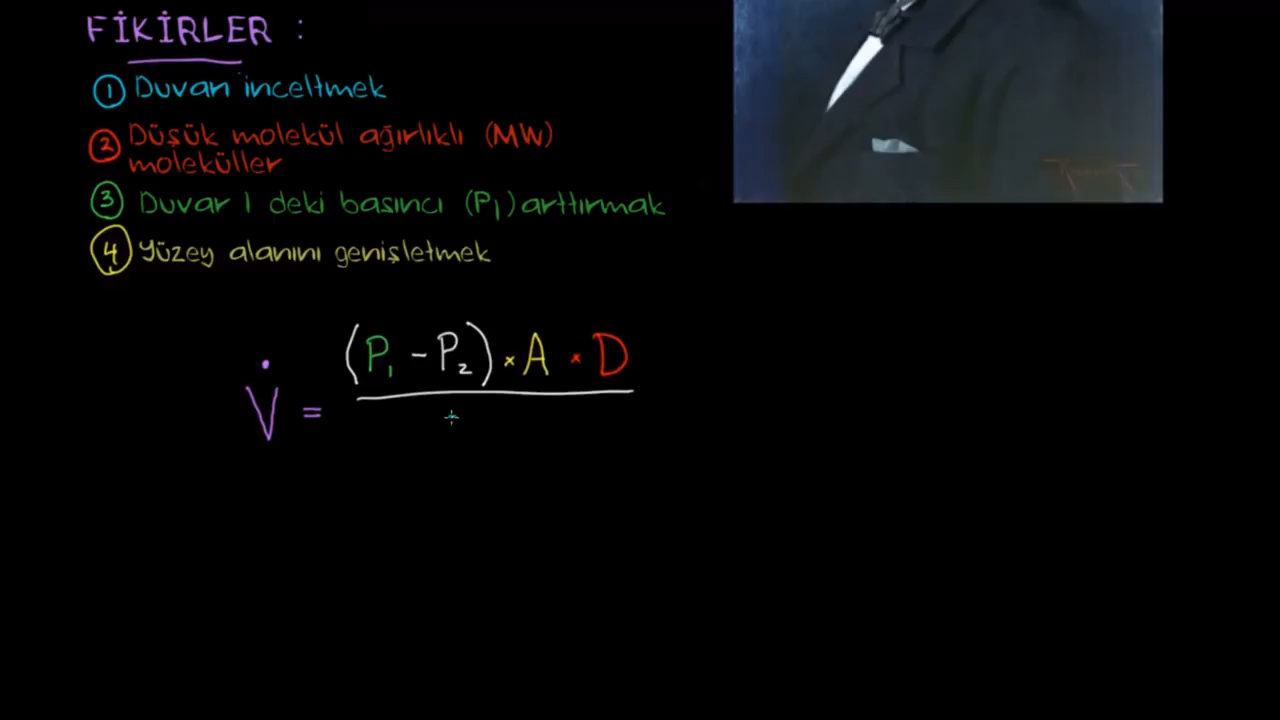 FİKİRLER :
1 Duvarı inceltmek
2 Düşük molekül ağırlıklı (MW)
moleküller
3 Duvar 1 deki basıncı (P₁) arttırmak
4 Yüzey alanını genişletmek
V̇ = (P₁ - P₂) × A × D